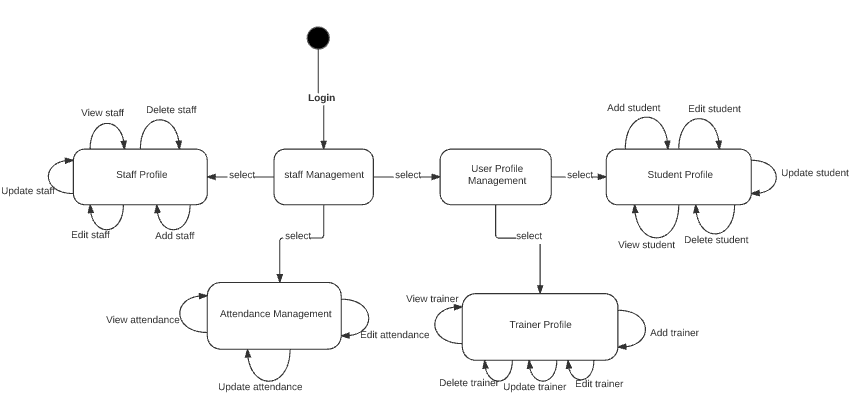 Login
View staff
Delete staff
Add student
Edit student
Staff Profile
select
staff Management
select
User Profile
Management
select
Student Profile
Update student
Update staff
Edit staff
Add staff
select
select
View student
Delete student
View trainer
View attendance
Attendance Management
Edit attendance
Trainer Profile
Add trainer
Update attendance
Delete trainer
Update trainer
Edit trainer